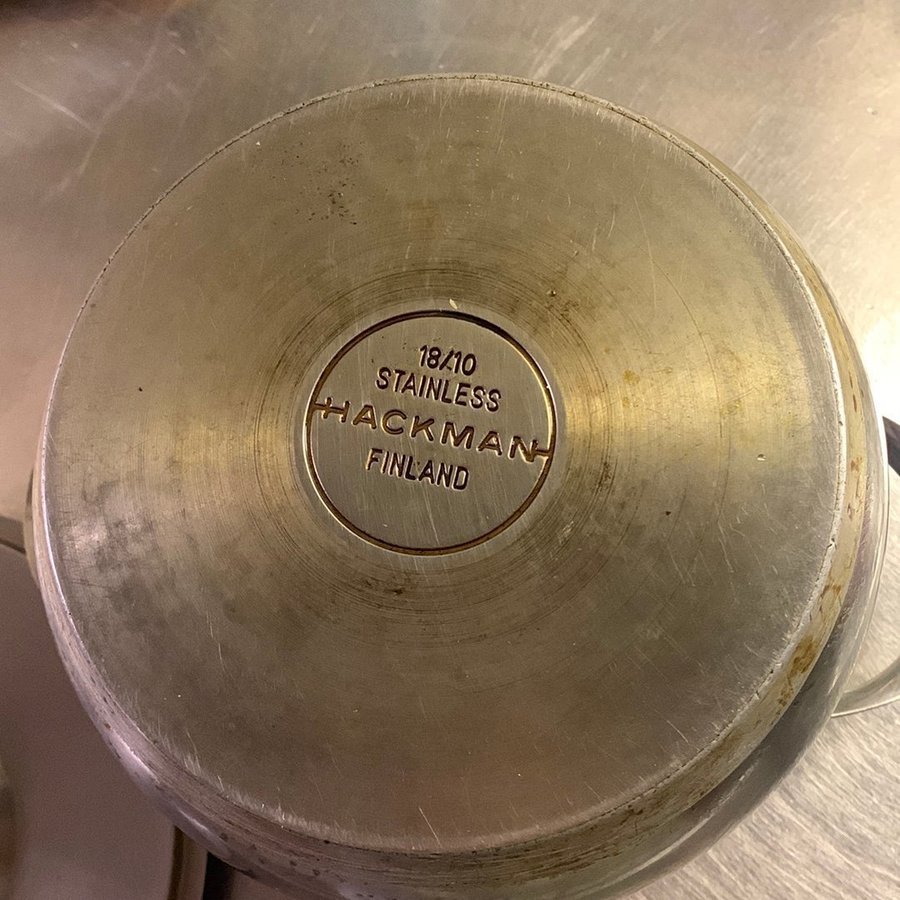 18/10
STAINLESS
HACKMAN
FINLAND